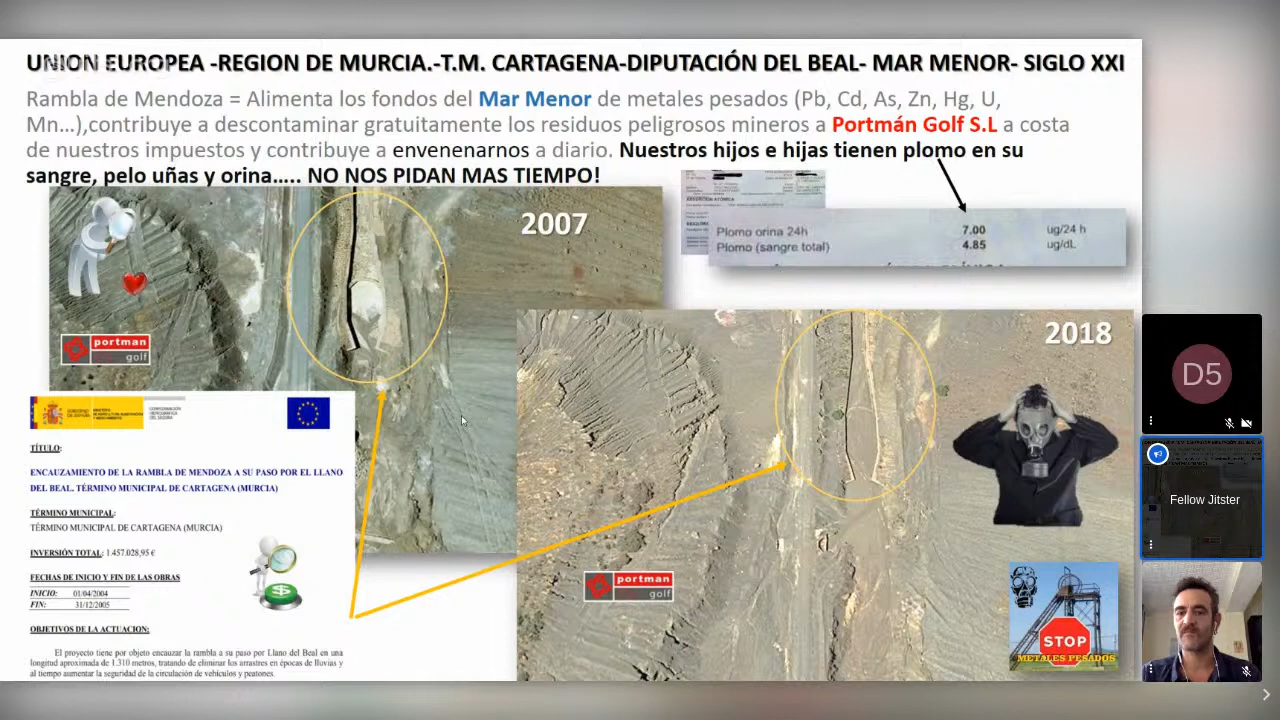 UNION EUROPEA -REGION DE MURCIA.-T.M. CARTAGENA-DIPUTACIÓN DEL BEAL- MAR MENOR- SIGLO XXI
Rambla de Mendoza = Alimenta los fondos del Mar Menor de metales pesados (Pb, Cd, As, Zn, Hg, U,
Mn…),contribuye a descontaminar gratuitamente los residuos peligrosos mineros a Portmán Golf S.L a costa
de nuestros impuestos y contribuye a envenenarnos a diario. Nuestros hijos e hijas tienen plomo en su
sangre, pelo uñas y orina….. NO NOS PIDAN MAS TIEMPO!
2007
Plomo orina 24h 7.00 ug/24 h
Plomo (sangre total) 4.85 ug/dL
portman
golf
2018
TÍTULO:
ENCAUZAMIENTO DE LA RAMBLA DE MENDOZA A SU PASO POR EL LLANO
DEL BEAL. TÉRMINO MUNICIPAL DE CARTAGENA (MURCIA)
TÉRMINO MUNICIPAL:
TÉRMINO MUNICIPAL DE CARTAGENA (MURCIA)
INVERSIÓN TOTAL: 1.457.028,95 €
FECHAS DE INICIO Y FIN DE LAS OBRAS
INICIO: 01/04/2004
FIN: 31/12/2005
OBJETIVOS DE LA ACTUACIÓN:
El proyecto tiene por objeto encauzar la rambla a su paso por Llano del Beal en una
longitud aproximada de 1.310 metros, tratando de eliminar los arrastres en épocas de lluvias y
al tiempo aumentar la seguridad de la circulación de vehículos y peatones.
portman
golf
STOP
METALES PESADOS
D5
Fellow Jitster